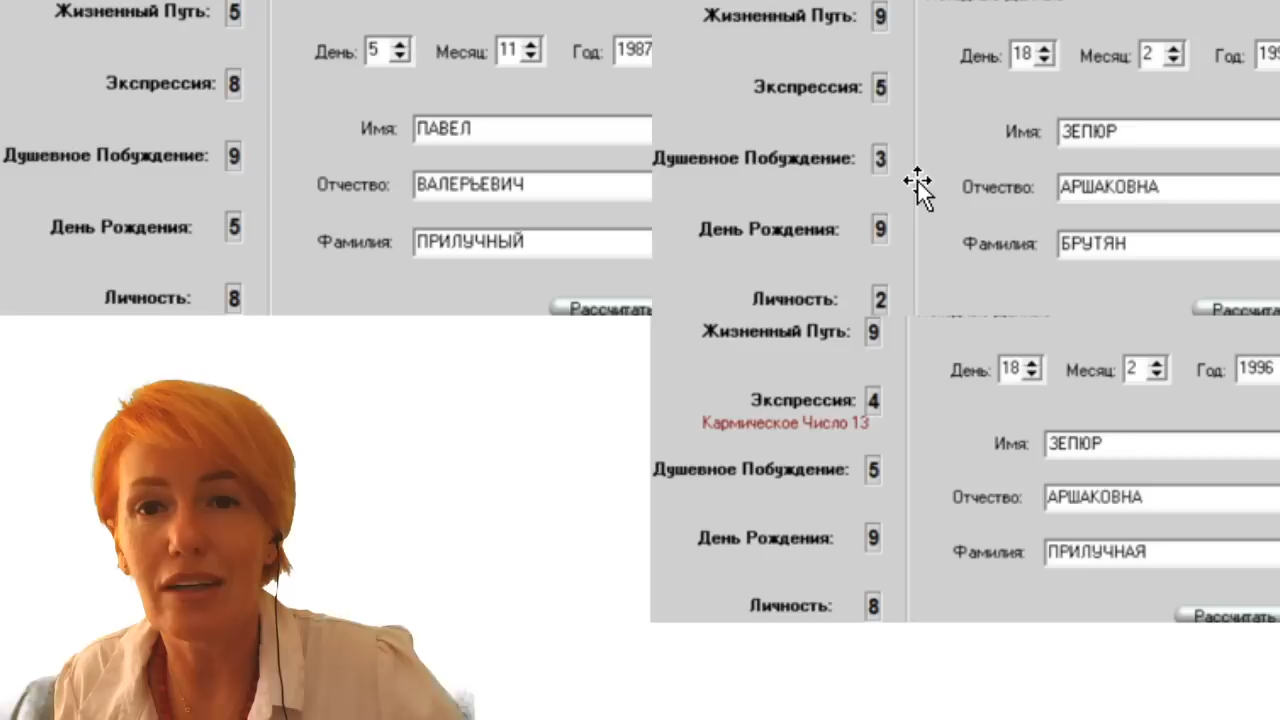 Жизненный Путь: 5
День: 5 Месяц: 11 Год: 1987
Экспрессия: 8
Имя: ПАВЕЛ
Душевное Побуждение: 9
Отчество: ВАЛЕРЬЕВИЧ
День Рождения: 5
Фамилия: ПРИЛУЧНЫЙ
Личность: 8
Рассчитать
Жизненный Путь: 9
День: 18 Месяц: 2 Год: 199
Экспрессия: 5
Имя: ЗЕПЮР
Душевное Побуждение: 3
Отчество: АРШАКОВНА
День Рождения: 9
Фамилия: БРУТЯН
Личность: 2
Рассчита
Жизненный Путь: 9
День: 18 Месяц: 2 Год: 1996
Экспрессия: 4
Кармическое Число 13
Имя: ЗЕПЮР
Душевное Побуждение: 5
Отчество: АРШАКОВНА
День Рождения: 9
Фамилия: ПРИЛУЧНАЯ
Личность: 8
Рассчитать